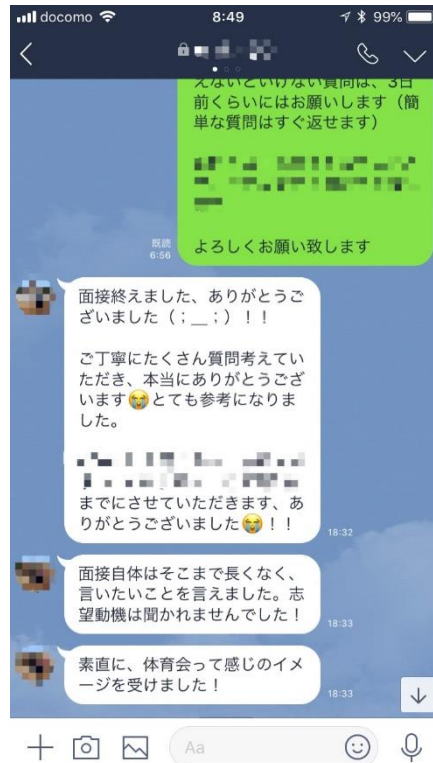 docomo 8:49 99%
えないといけない質問は、3日
前くらいにはお願いします（簡
単な質問はすぐ返せます）
よろしくお願い致します
既読
6:56
面接終えました、ありがとうご
ざいました（；__；）！！
ご丁寧にたくさん質問考えてい
ただき、本当にありがとうござ
います😭とても参考になりま
した。
までにさせていただきます、あ
りがとうございました😭！！
18:32
面接自体はそこまで長くなく、
言いたいことを言えました。志
望動機は聞かれませんでした！
18:33
素直に、体育会って感じのイメ
ージを受けました！
18:33
Aa